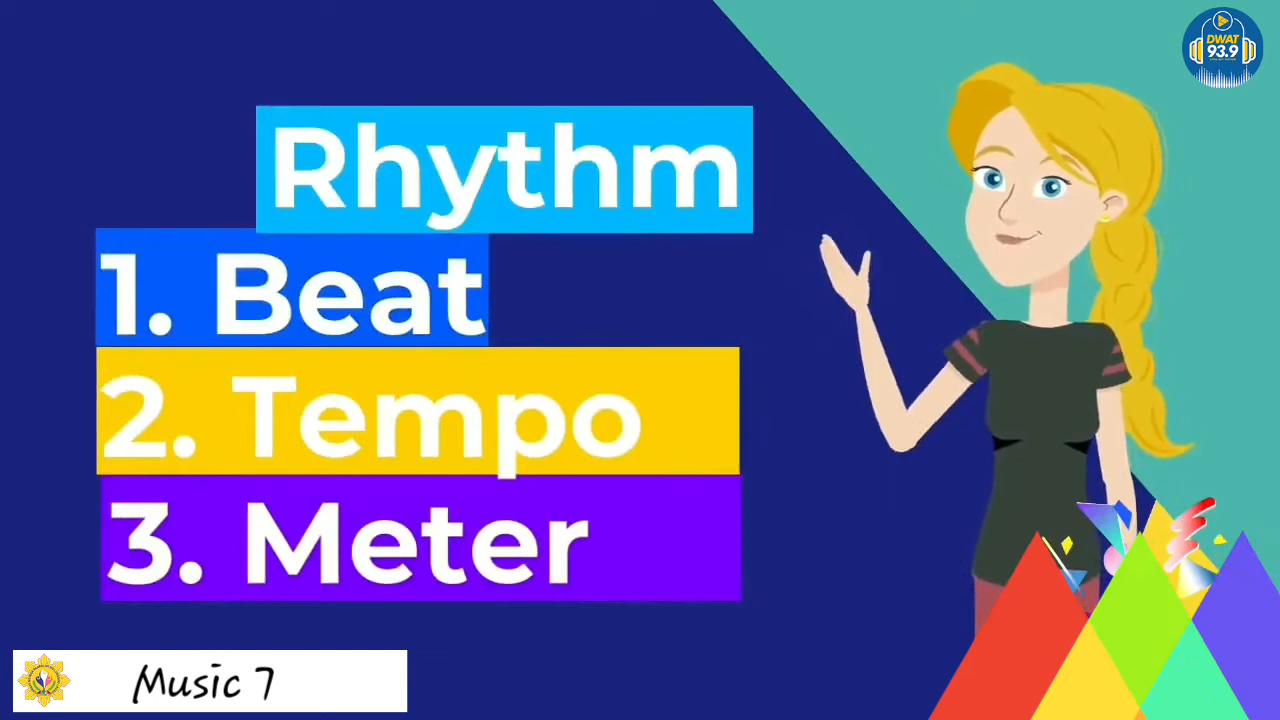 DWAT
93.9
Rhythm
1. Beat
2. Tempo
3. Meter
Music 7